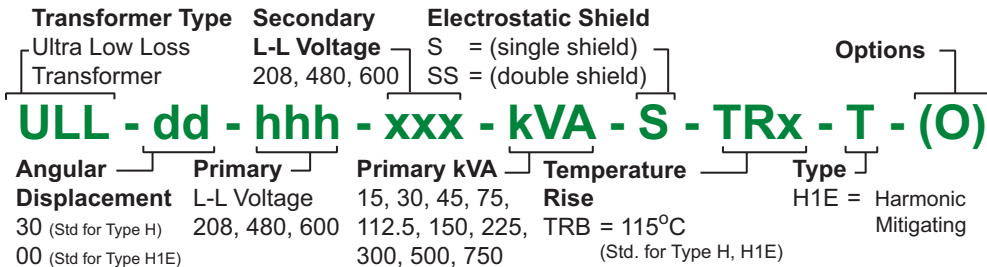 Transformer Type
Ultra Low Loss
Transformer
Secondary
L-L Voltage
208, 480, 600
Electrostatic Shield
S = (single shield)
SS = (double shield)
Options
ULL - dd - hhh - xxx - kVA - S - TRx - T - (O)
Angular
Displacement
30 (Std for Type H)
00 (Std for Type H1E)
Primary
L-L Voltage
208, 480, 600
Primary kVA
15, 30, 45, 75,
112.5, 150, 225,
300, 500, 750
Temperature
Rise
TRB = 115°C
(Std. for Type H, H1E)
Type
H1E = Harmonic
Mitigating